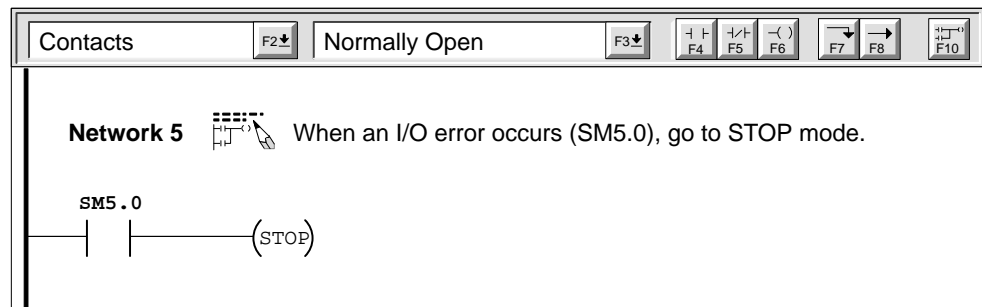 Contacts F2 Normally Open F3 F4 F5 F6 F7 F8 F10
Network 5 When an I/O error occurs (SM5.0), go to STOP mode.
SM5.0
STOP